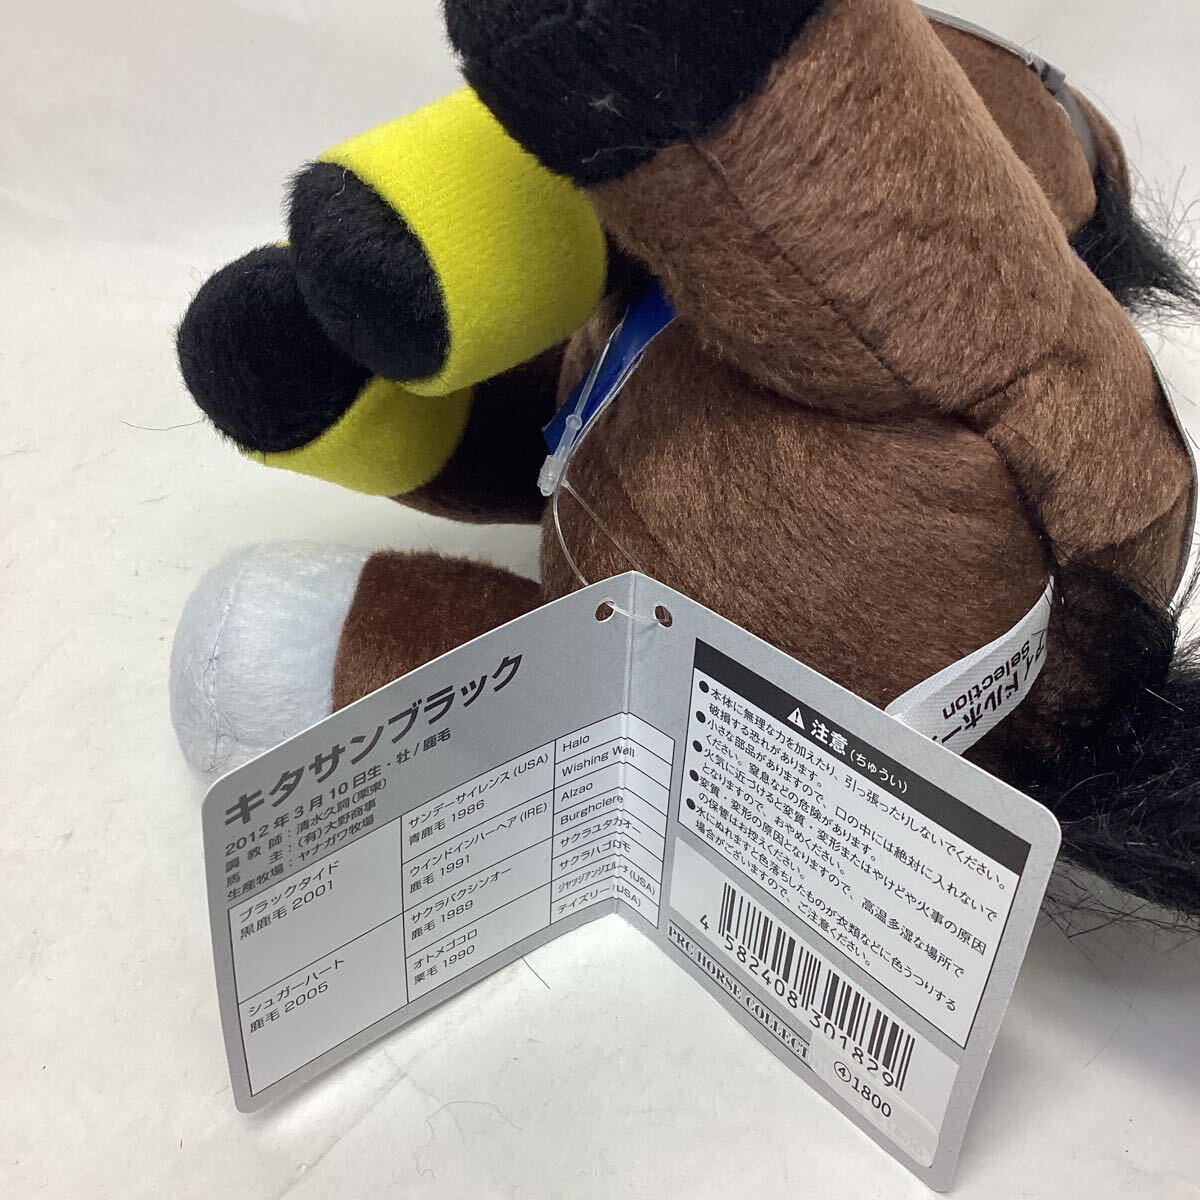 キタサンブラック
2012年3月10日生・牡/鹿毛
調教師:清水久詞(栗東)
馬主:(有)大野商事
生産牧場:ヤナガワ牧場
ブラックタイド
黒鹿毛 2001
サンデーサイレンス(USA)
青鹿毛 1986
Halo
Wishing Well
ウインドインハーヘア(IRE)
鹿毛 1991
Alzao
Burghclere
シュガーハート
鹿毛 2005
サクラバクシンオー
鹿毛 1989
サクラユタカオー
サクラハゴロモ
オトメゴコロ
栗毛 1990
ジャッジアンジェルーチ(USA)
テイズリー(USA)
注意(ちゅうい)
●本体に無理な力を加えたり、引っ張ったりしないでください。
破損する恐れがあります。
●小さな部品がありますので、口の中には絶対に入れないで
ください。窒息などの危険があります。
●火気に近づけると変質・変形またはやけどや火事の原因
となりますので、おやめください。
●変質、変形の原因となりますので、高温多湿な場所で
の保管はお控えください。
●水にぬれますと色落ちしたものが衣類などに色うつりする
場合がございますので、ご注意ください。
4 582408 301829
PRC HORSE COLLECT
④1800
アイドルホー
Selection